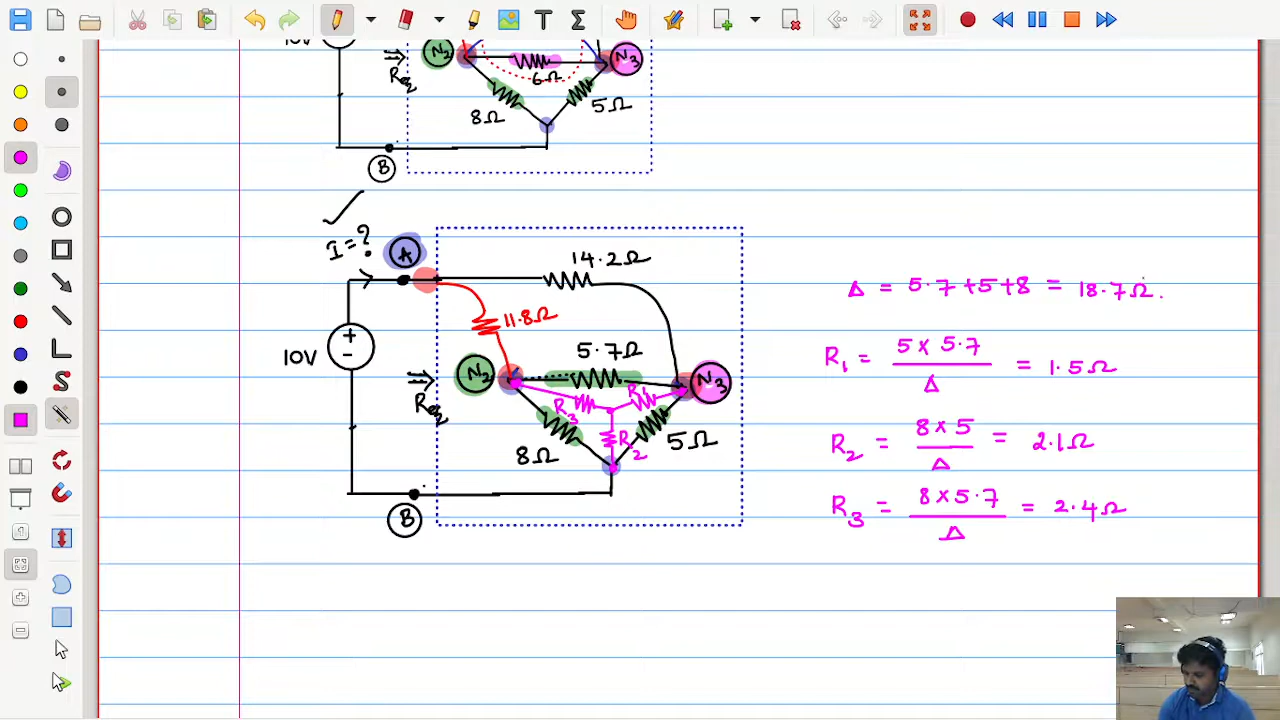 10V
N2
N3
Req
6Ω
8Ω
5Ω
B
I=?
A
14.2Ω
11.8Ω
10V
+
-
5.7Ω
N2
N3
Req
R3
R1
R2
8Ω
5Ω
B
Δ = 5.7+5+8 = 18.7Ω.
R1 = 5 × 5.7 / Δ = 1.5Ω
R2 = 8 × 5 / Δ = 2.1Ω
R3 = 8 × 5.7 / Δ = 2.4Ω